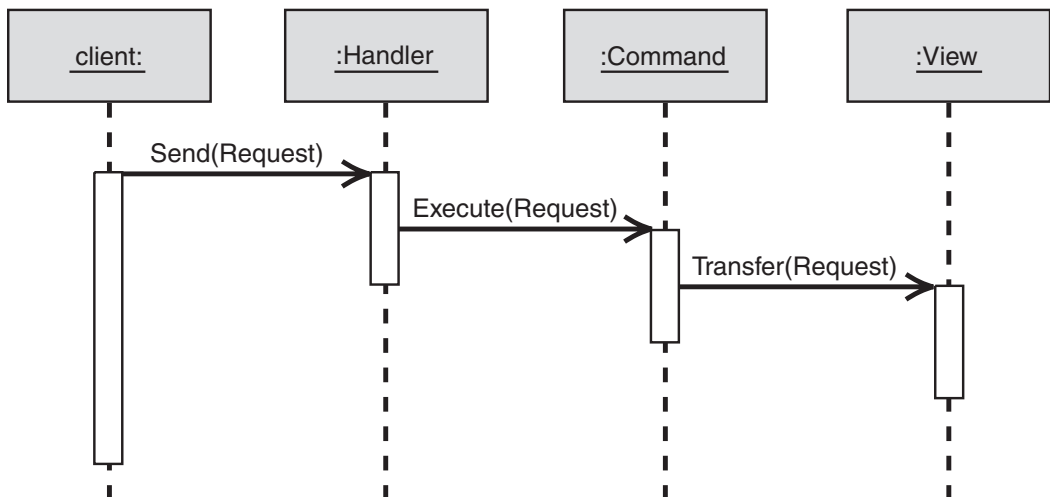 client:
:Handler
:Command
:View
Send(Request)
Execute(Request)
Transfer(Request)